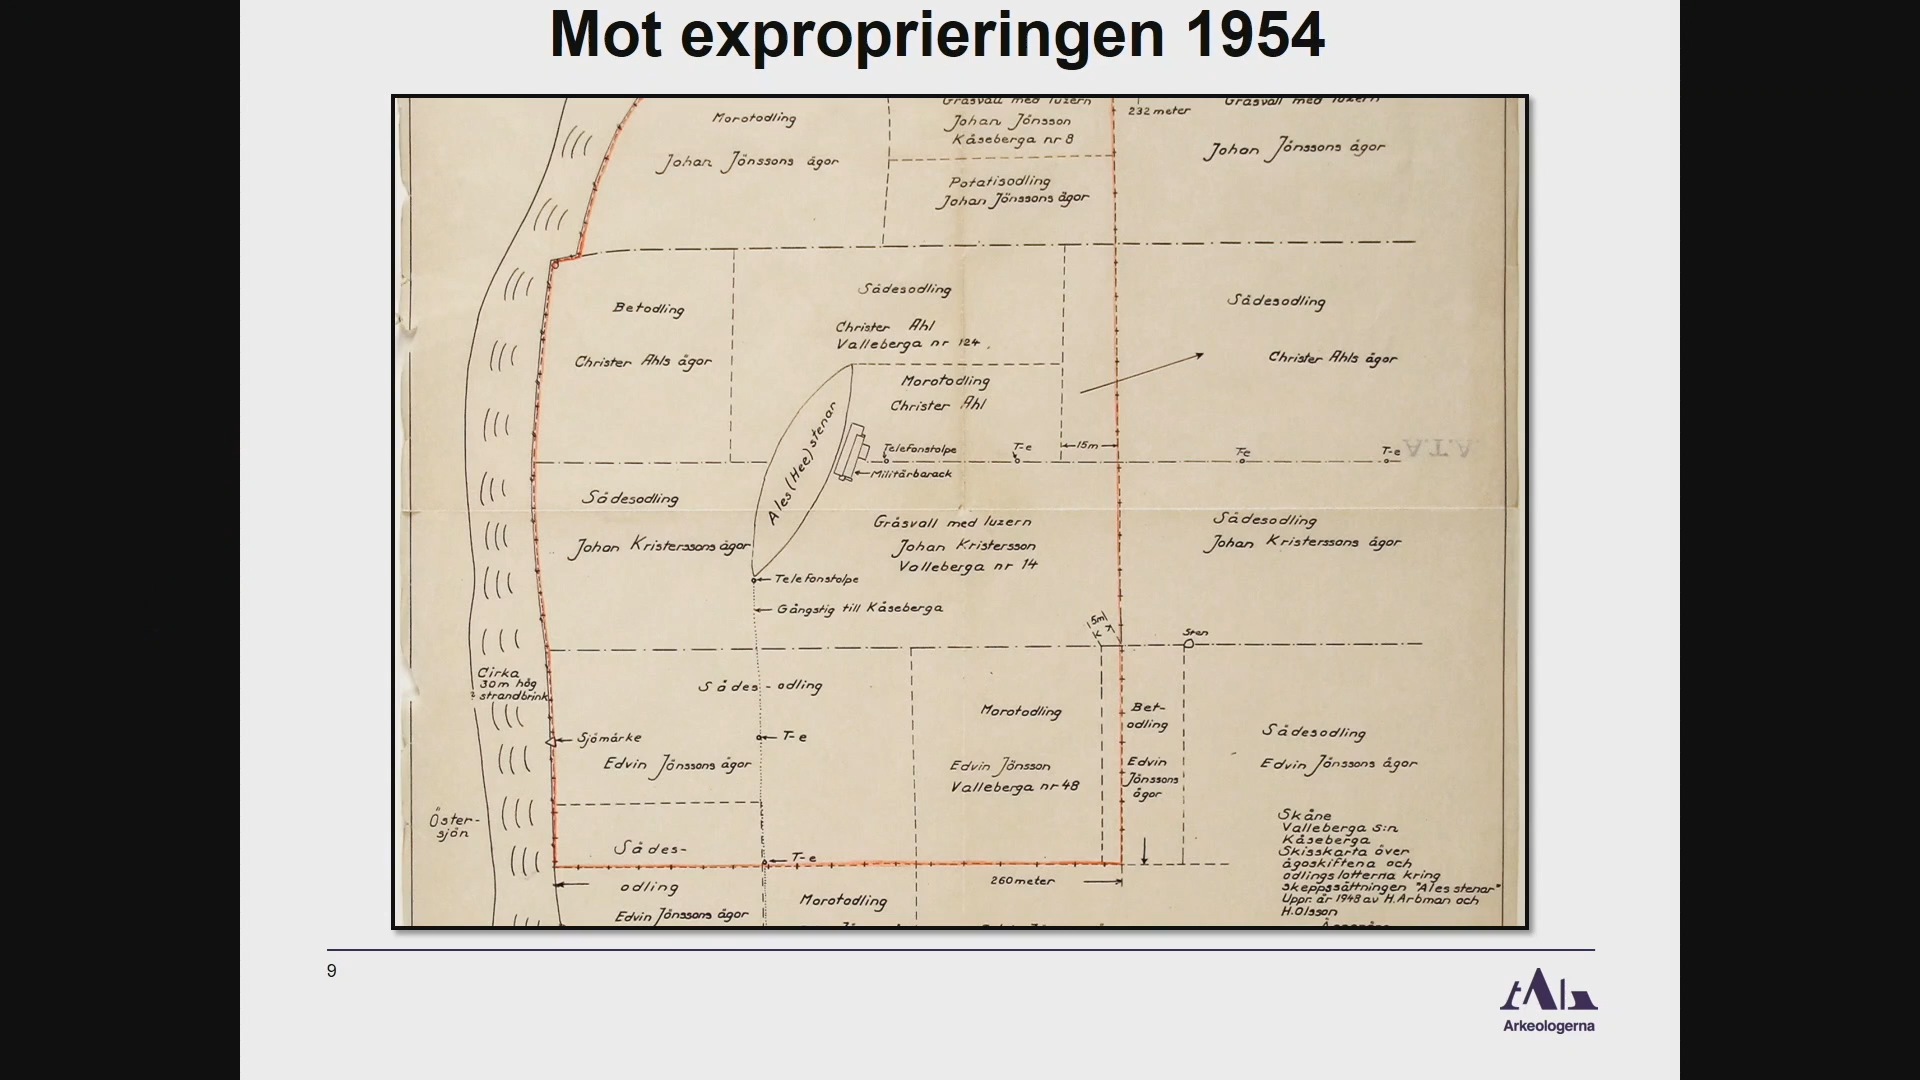 Mot exproprieringen 1954
Gräsvall med luzern
Johan Jönsson
Kåseberga nr 8
232 meter
Gräsvall med luzern
Johan Jönssons ägor
Morotodling
Johan Jönssons ägor
Potatisodling
Johan Jönssons ägor
Betodling
Christer Ahls ägor
Sädesodling
Christer Ahl
Valleberga nr 124.
Sädesodling
Christer Ahls ägor
Morotodling
Christer Ahl
Ales (Hee) stenar
Telefonstolpe
T-e
15m
T-e
T-e
A.T.A.
Militärbarack
Sädesodling
Johan Kristerssons ägor
Gräsvall med luzern
Johan Kristersson
Valleberga nr 14
Sädesodling
Johan Kristerssons ägor
Telefonstolpe
Gångstig till Kåseberga
15m
Sten
Cirka
30m hög
strandbrink
Sädes-odling
Sjömärke
T-e
Edvin Jönssons ägor
Morotodling
Edvin Jönsson
Valleberga nr 48
Bet-
odling
Edvin
Jönssons
ägor
Sädesodling
Edvin Jönssons ägor
Öster-
sjön
Sädes-
odling
Edvin Jönssons ägor
T-e
Morotodling
260 meter
Skåne
Valleberga s:n
Kåseberga
Skisskarta över
ägoskiftena och
odlingslotterna kring
skeppssättningen "Ales stenar"
Uppr. år 1948 av H. Arbman och
H. Olsson
9
Arkeologerna